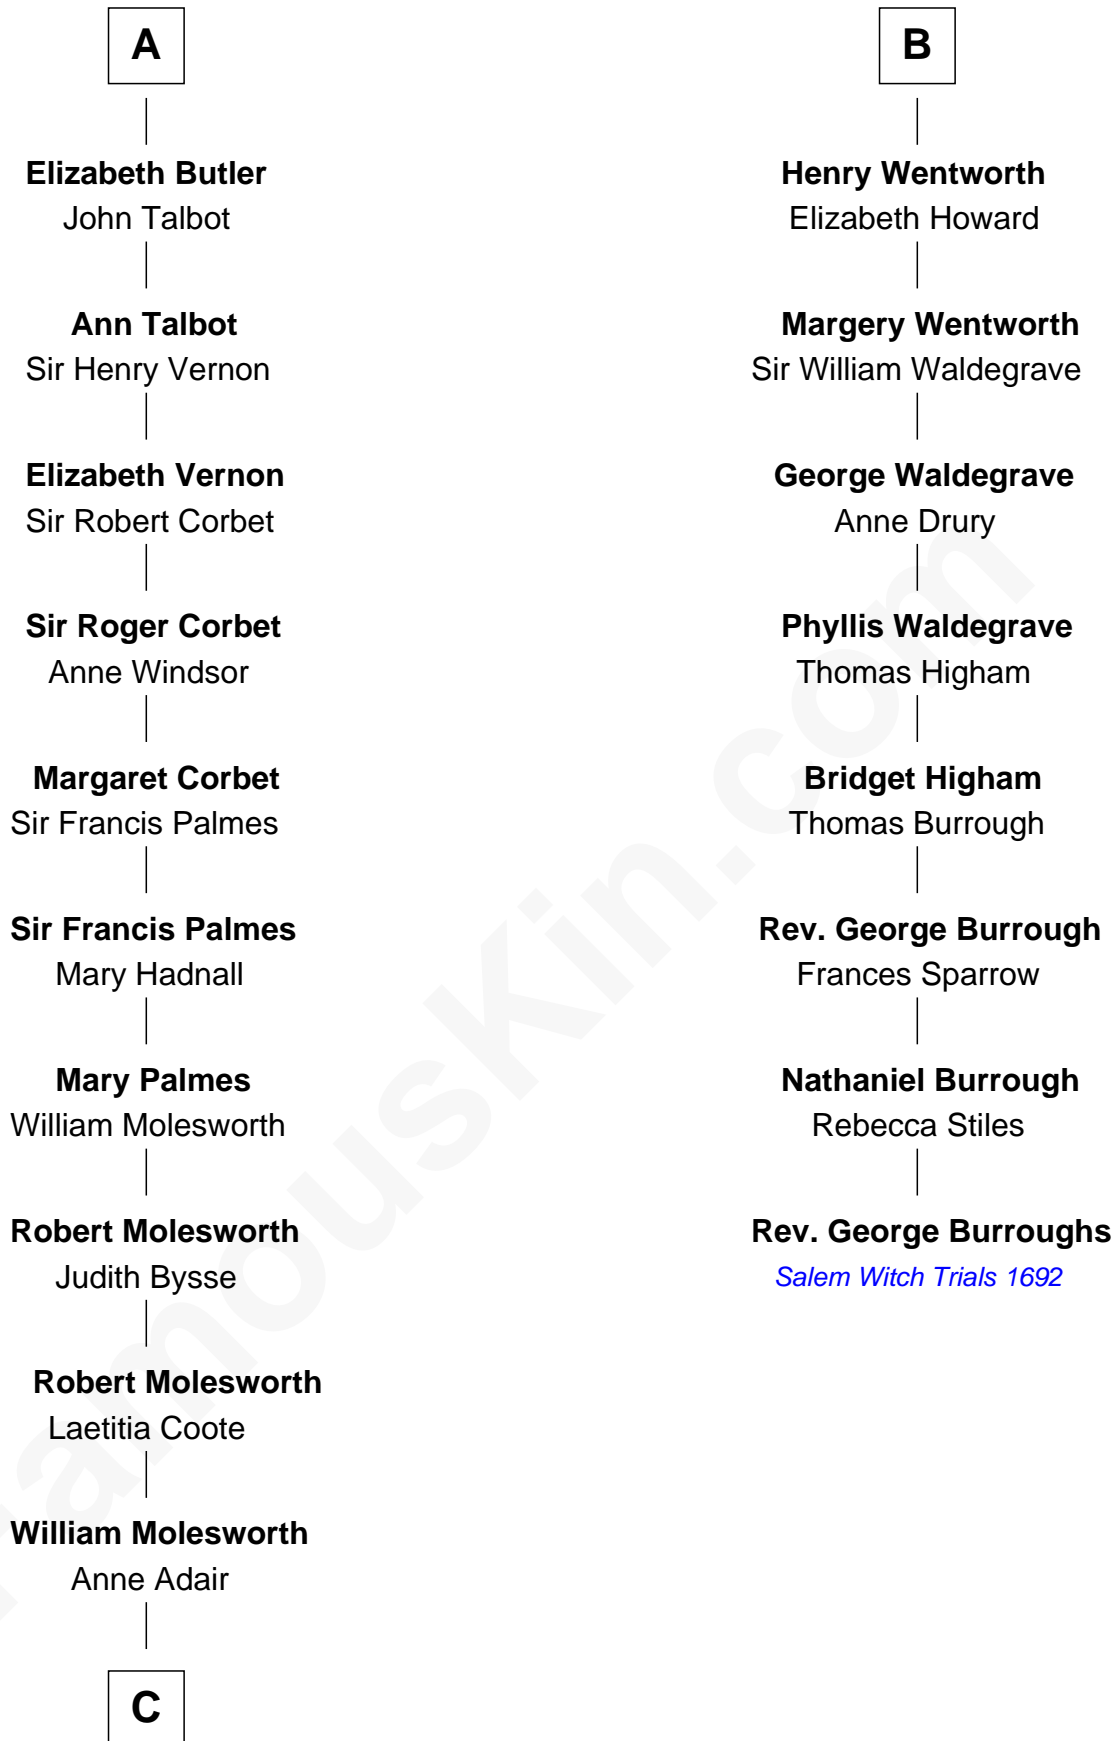 A
Elizabeth Butler
John Talbot
Ann Talbot
Sir Henry Vernon
Elizabeth Vernon
Sir Robert Corbet
Sir Roger Corbet
Anne Windsor
Margaret Corbet
Sir Francis Palmes
Sir Francis Palmes
Mary Hadnall
Mary Palmes
William Molesworth
Robert Molesworth
Judith Bysse
Robert Molesworth
Laetitia Coote
William Molesworth
Anne Adair
C
B
Henry Wentworth
Elizabeth Howard
Margery Wentworth
Sir William Waldegrave
George Waldegrave
Anne Drury
Phyllis Waldegrave
Thomas Higham
Bridget Higham
Thomas Burrough
Rev. George Burrough
Frances Sparrow
Nathaniel Burrough
Rebecca Stiles
Rev. George Burroughs
Salem Witch Trials 1692
FamousKin.com